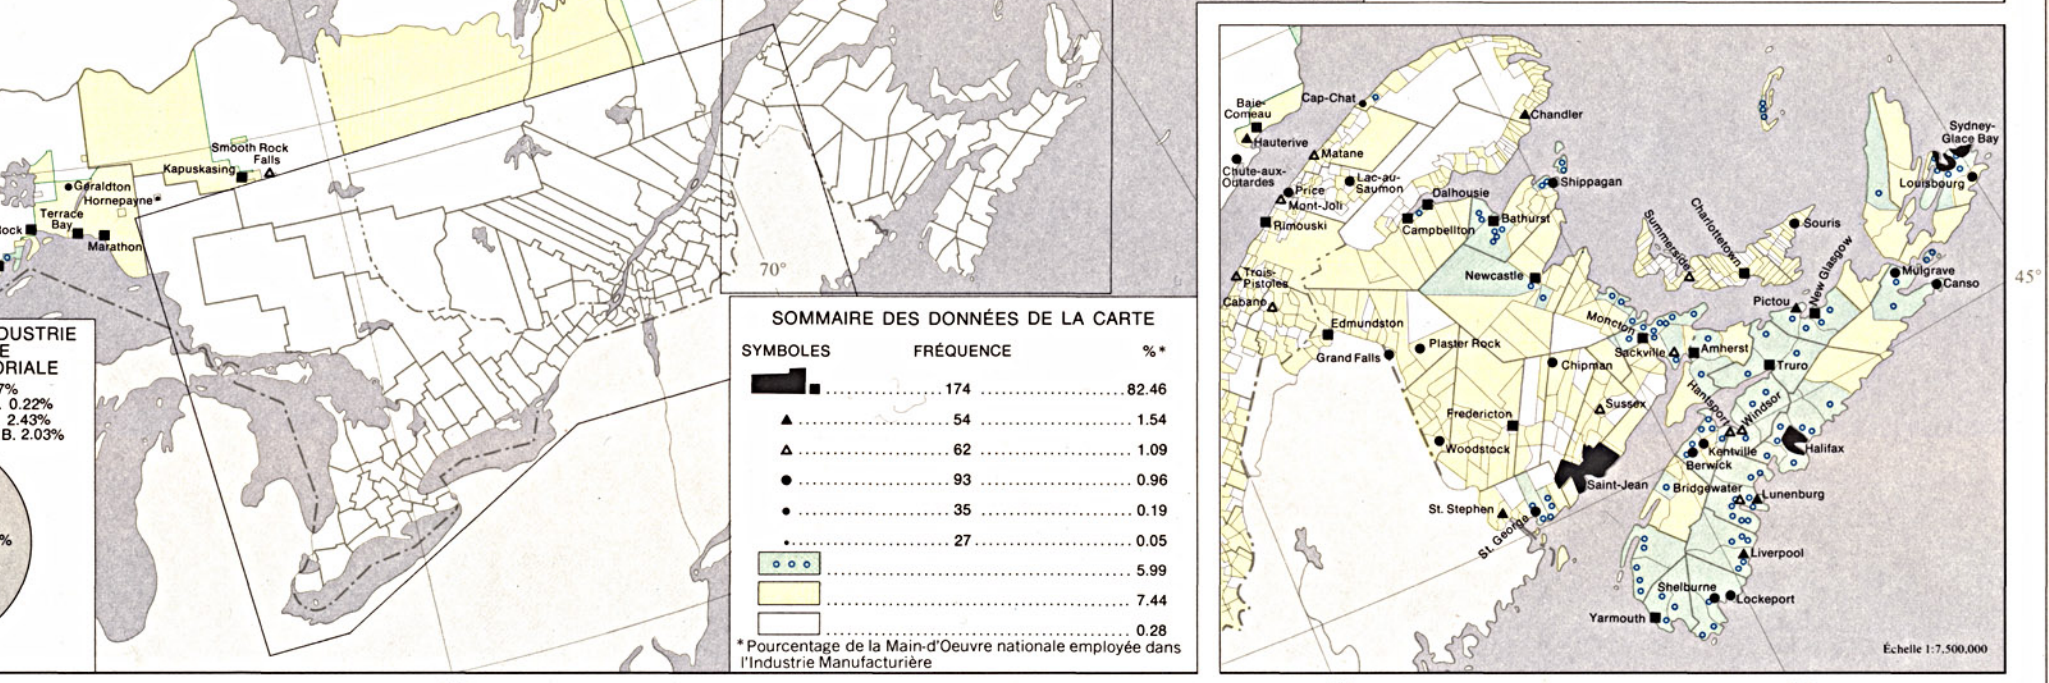 Smooth Rock
Falls
Kapuskasing
Geraldton
Hornepayne
Terrace
Bay
Rock
Marathon
DUSTRIE
E
ORIALE
7%
0.22%
2.43%
B. 2.03%
%
70°
SOMMAIRE DES DONNÉES DE LA CARTE
SYMBOLES FRÉQUENCE %*
174 82.46
54 1.54
62 1.09
93 0.96
35 0.19
27 0.05
5.99
7.44
0.28
*Pourcentage de la Main-d'Oeuvre nationale employée dans
l'Industrie Manufacturière
Baie-
Comeau
Hauterive
Chute-aux-
Outardes
Cap-Chat
Chandler
Matane
Price
Mont-Joli
Lac-au-
Saumon
Rimouski
Dalhousie
Campbellton
Bathurst
Shippagan
Trois-
Pistoles
Cabano
Newcastle
Edmundston
Grand Falls
Plaster Rock
Chipman
Moncton
Sackville
Amherst
Sussex
Fredericton
Woodstock
Saint-Jean
St. Stephen
St. George
Summerside
Charlottetown
Souris
Pictou
New Glasgow
Truro
Mulgrave
Canso
Sydney-
Glace Bay
Louisbourg
Hantsport
Windsor
Halifax
Kentville
Berwick
Bridgewater
Lunenburg
Liverpool
Shelburne
Lockeport
Yarmouth
45°
Échelle 1:7,500,000